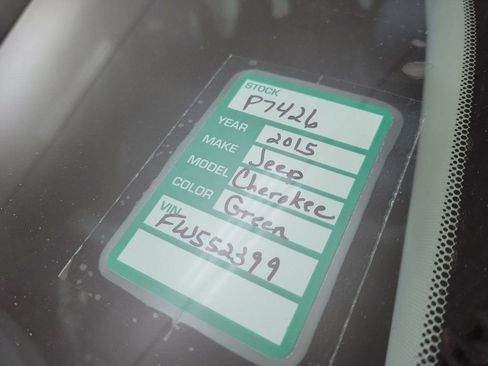 STOCK
P7426
YEAR 2015
MAKE Jeep
MODEL Cherokee
COLOR Green
VIN
FW552399